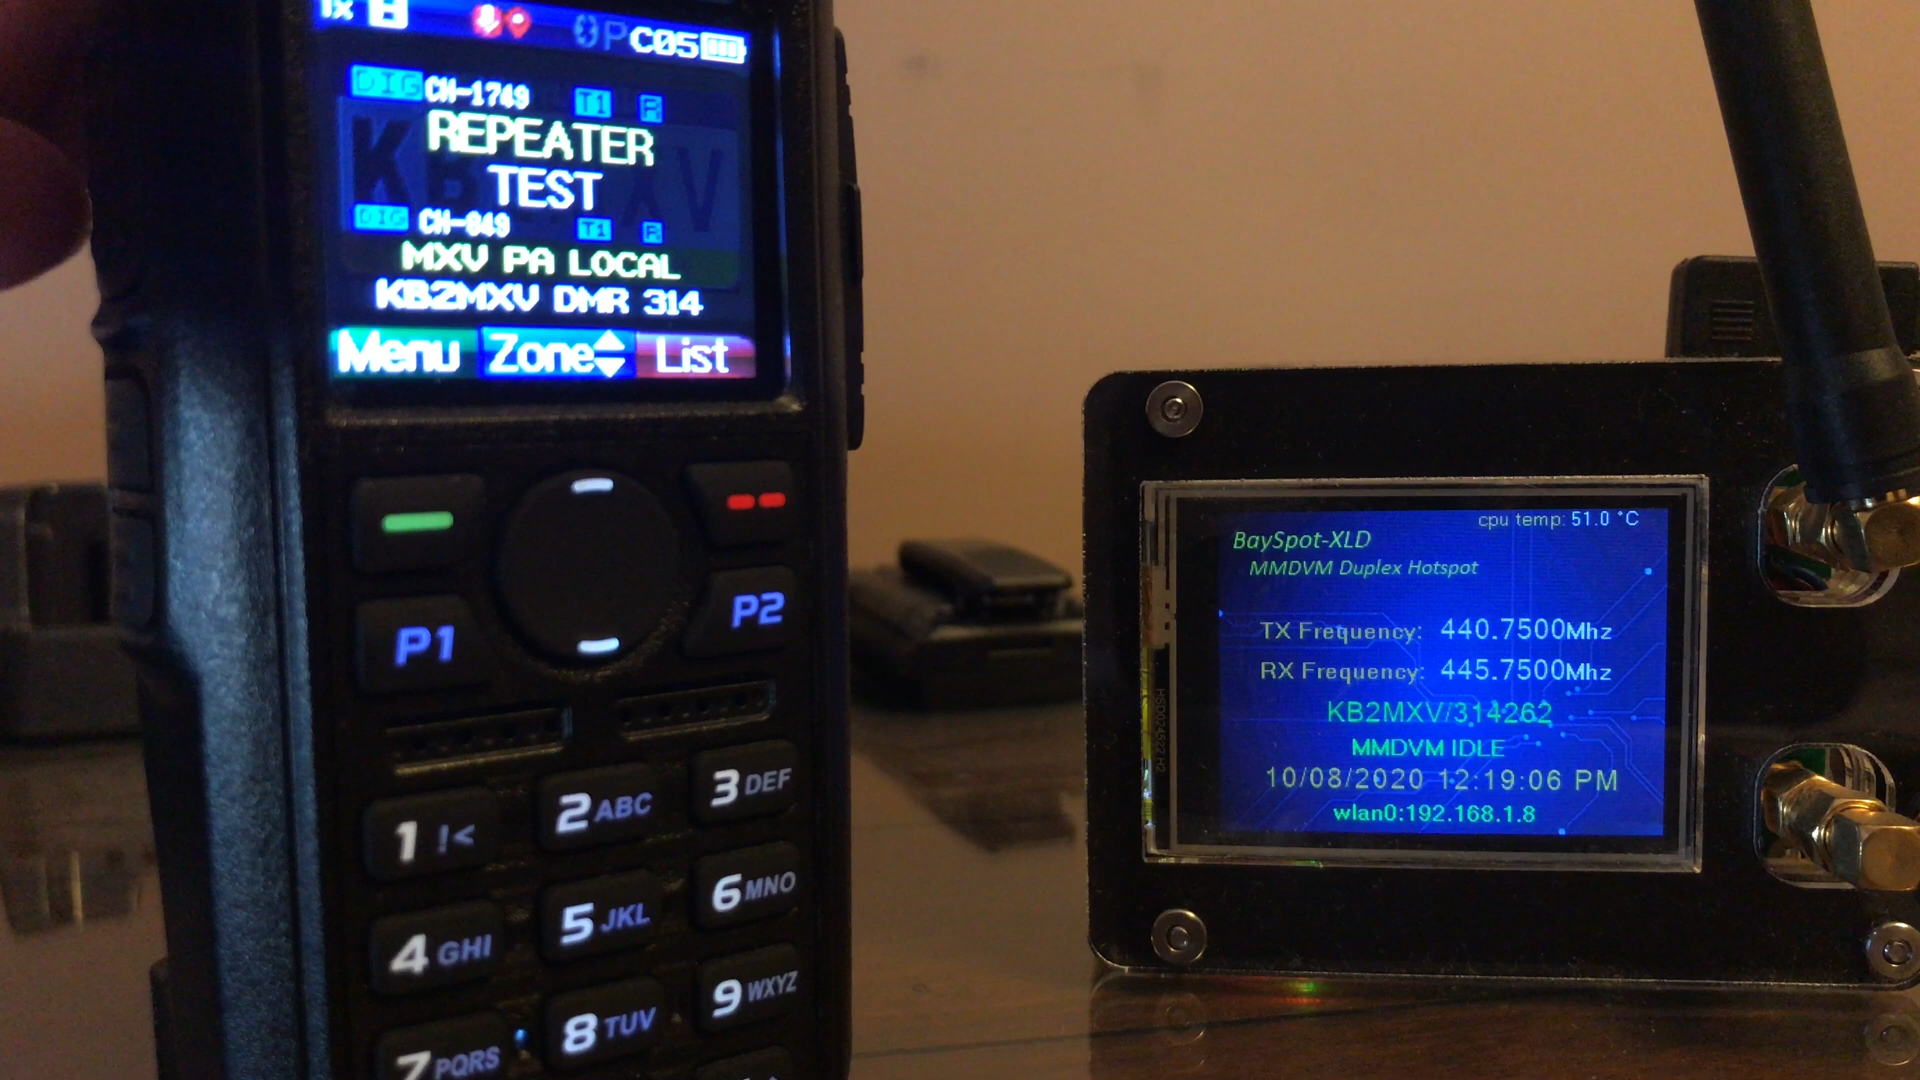 1x
P C05
DIG CH-1749 T1 R
REPEATER
TEST
DIG CH-849 T1 R
MXV PA LOCAL
KB2MXV DMR 314
Menu Zone List
P1
P2
1 !<
2 ABC
3 DEF
4 GHI
5 JKL
6 MNO
7 PQRS
8 TUV
9 WXYZ
cpu temp: 51.0 °C
BaySpot-XLD
MMDVM Duplex Hotspot
TX Frequency: 440.7500Mhz
RX Frequency: 445.7500Mhz
KB2MXV/314262
MMDVM IDLE
10/08/2020 12:19:06 PM
wlan0:192.168.1.8